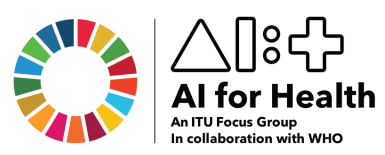 AI for Health
An ITU Focus Group
In collaboration with WHO